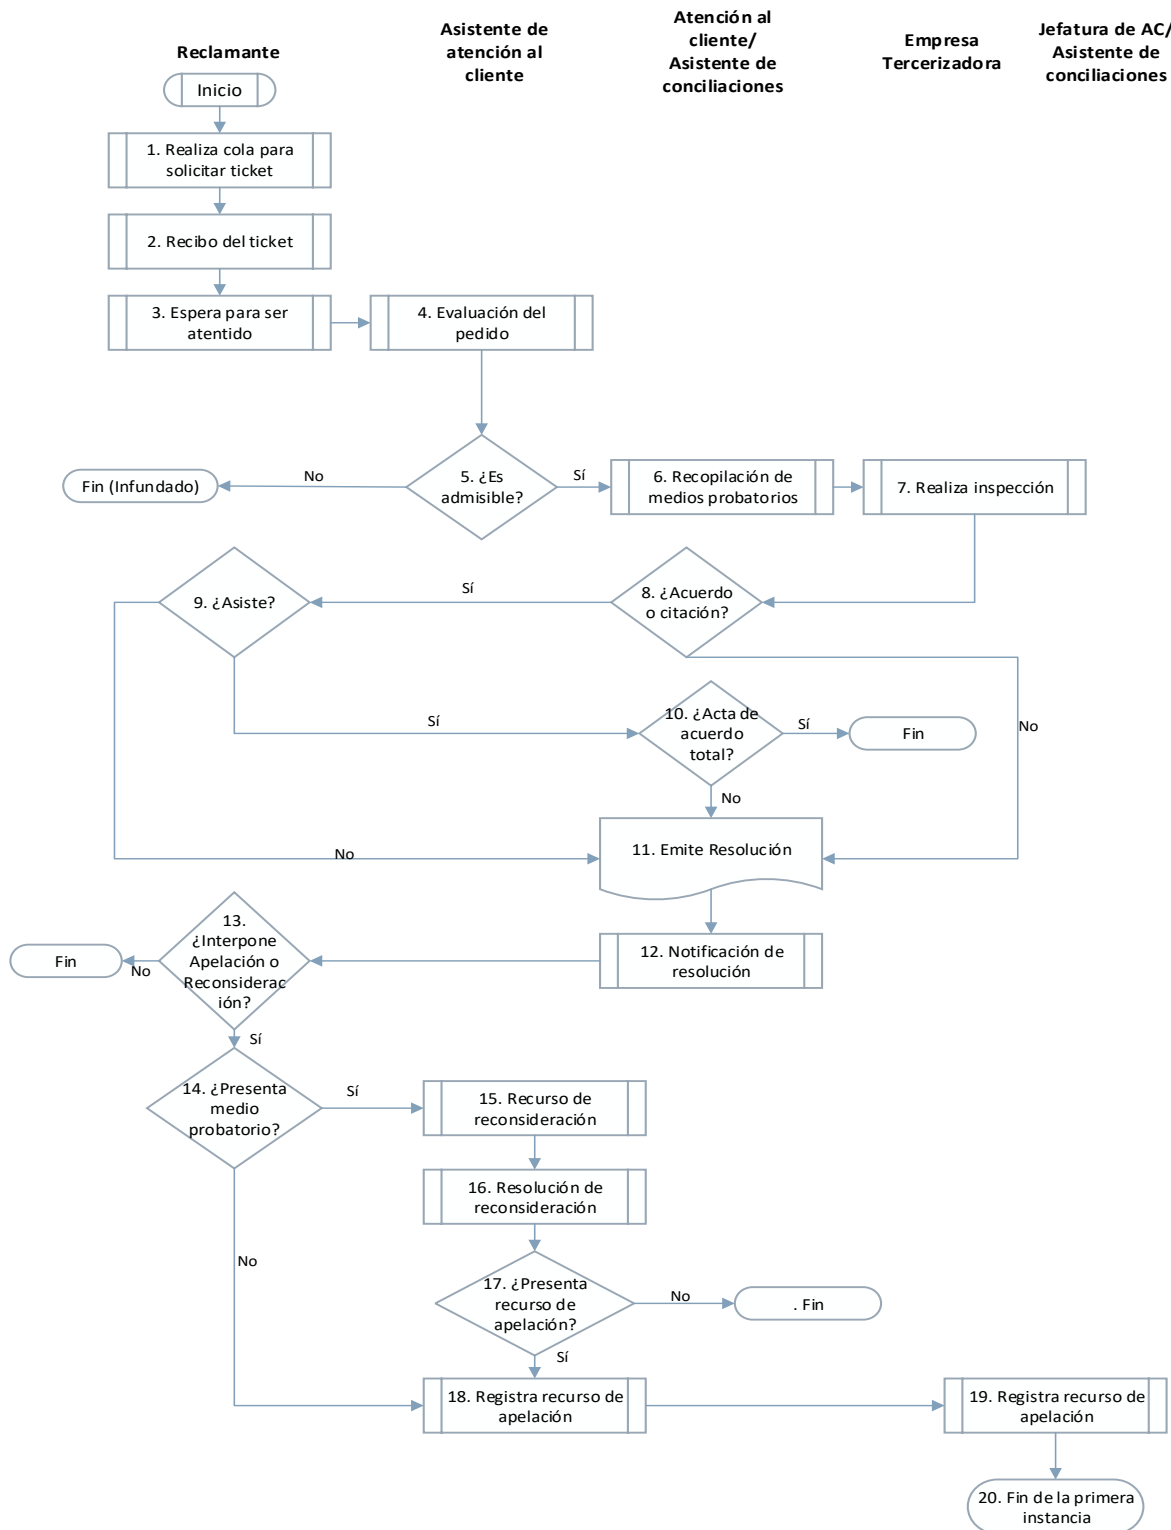 Reclamante
Asistente de
atención al
cliente
Atención al
cliente/
Asistente de
conciliaciones
Empresa
Tercerizadora
Jefatura de AC/
Asistente de
conciliaciones
Inicio
1. Realiza cola para
solicitar ticket
2. Recibo del ticket
3. Espera para ser
atentido
4. Evaluación del
pedido
Fin (Infundado)
No
5. ¿Es
admisible?
Sí
6. Recopilación de
medios probatorios
7. Realiza inspección
9. ¿Asiste?
Sí
8. ¿Acuerdo
o citación?
Sí
10. ¿Acta de
acuerdo
total?
Sí
Fin
No
No
11. Emite Resolución
No
13.
¿Interpone
Apelación o
Reconsiderac
ión?
Fin
No
12. Notificación de
resolución
Sí
14. ¿Presenta
medio
probatorio?
Sí
15. Recurso de
reconsideración
16. Resolución de
reconsideración
No
17. ¿Presenta
recurso de
apelación?
No
. Fin
Sí
18. Registra recurso de
apelación
19. Registra recurso de
apelación
20. Fin de la primera
instancia